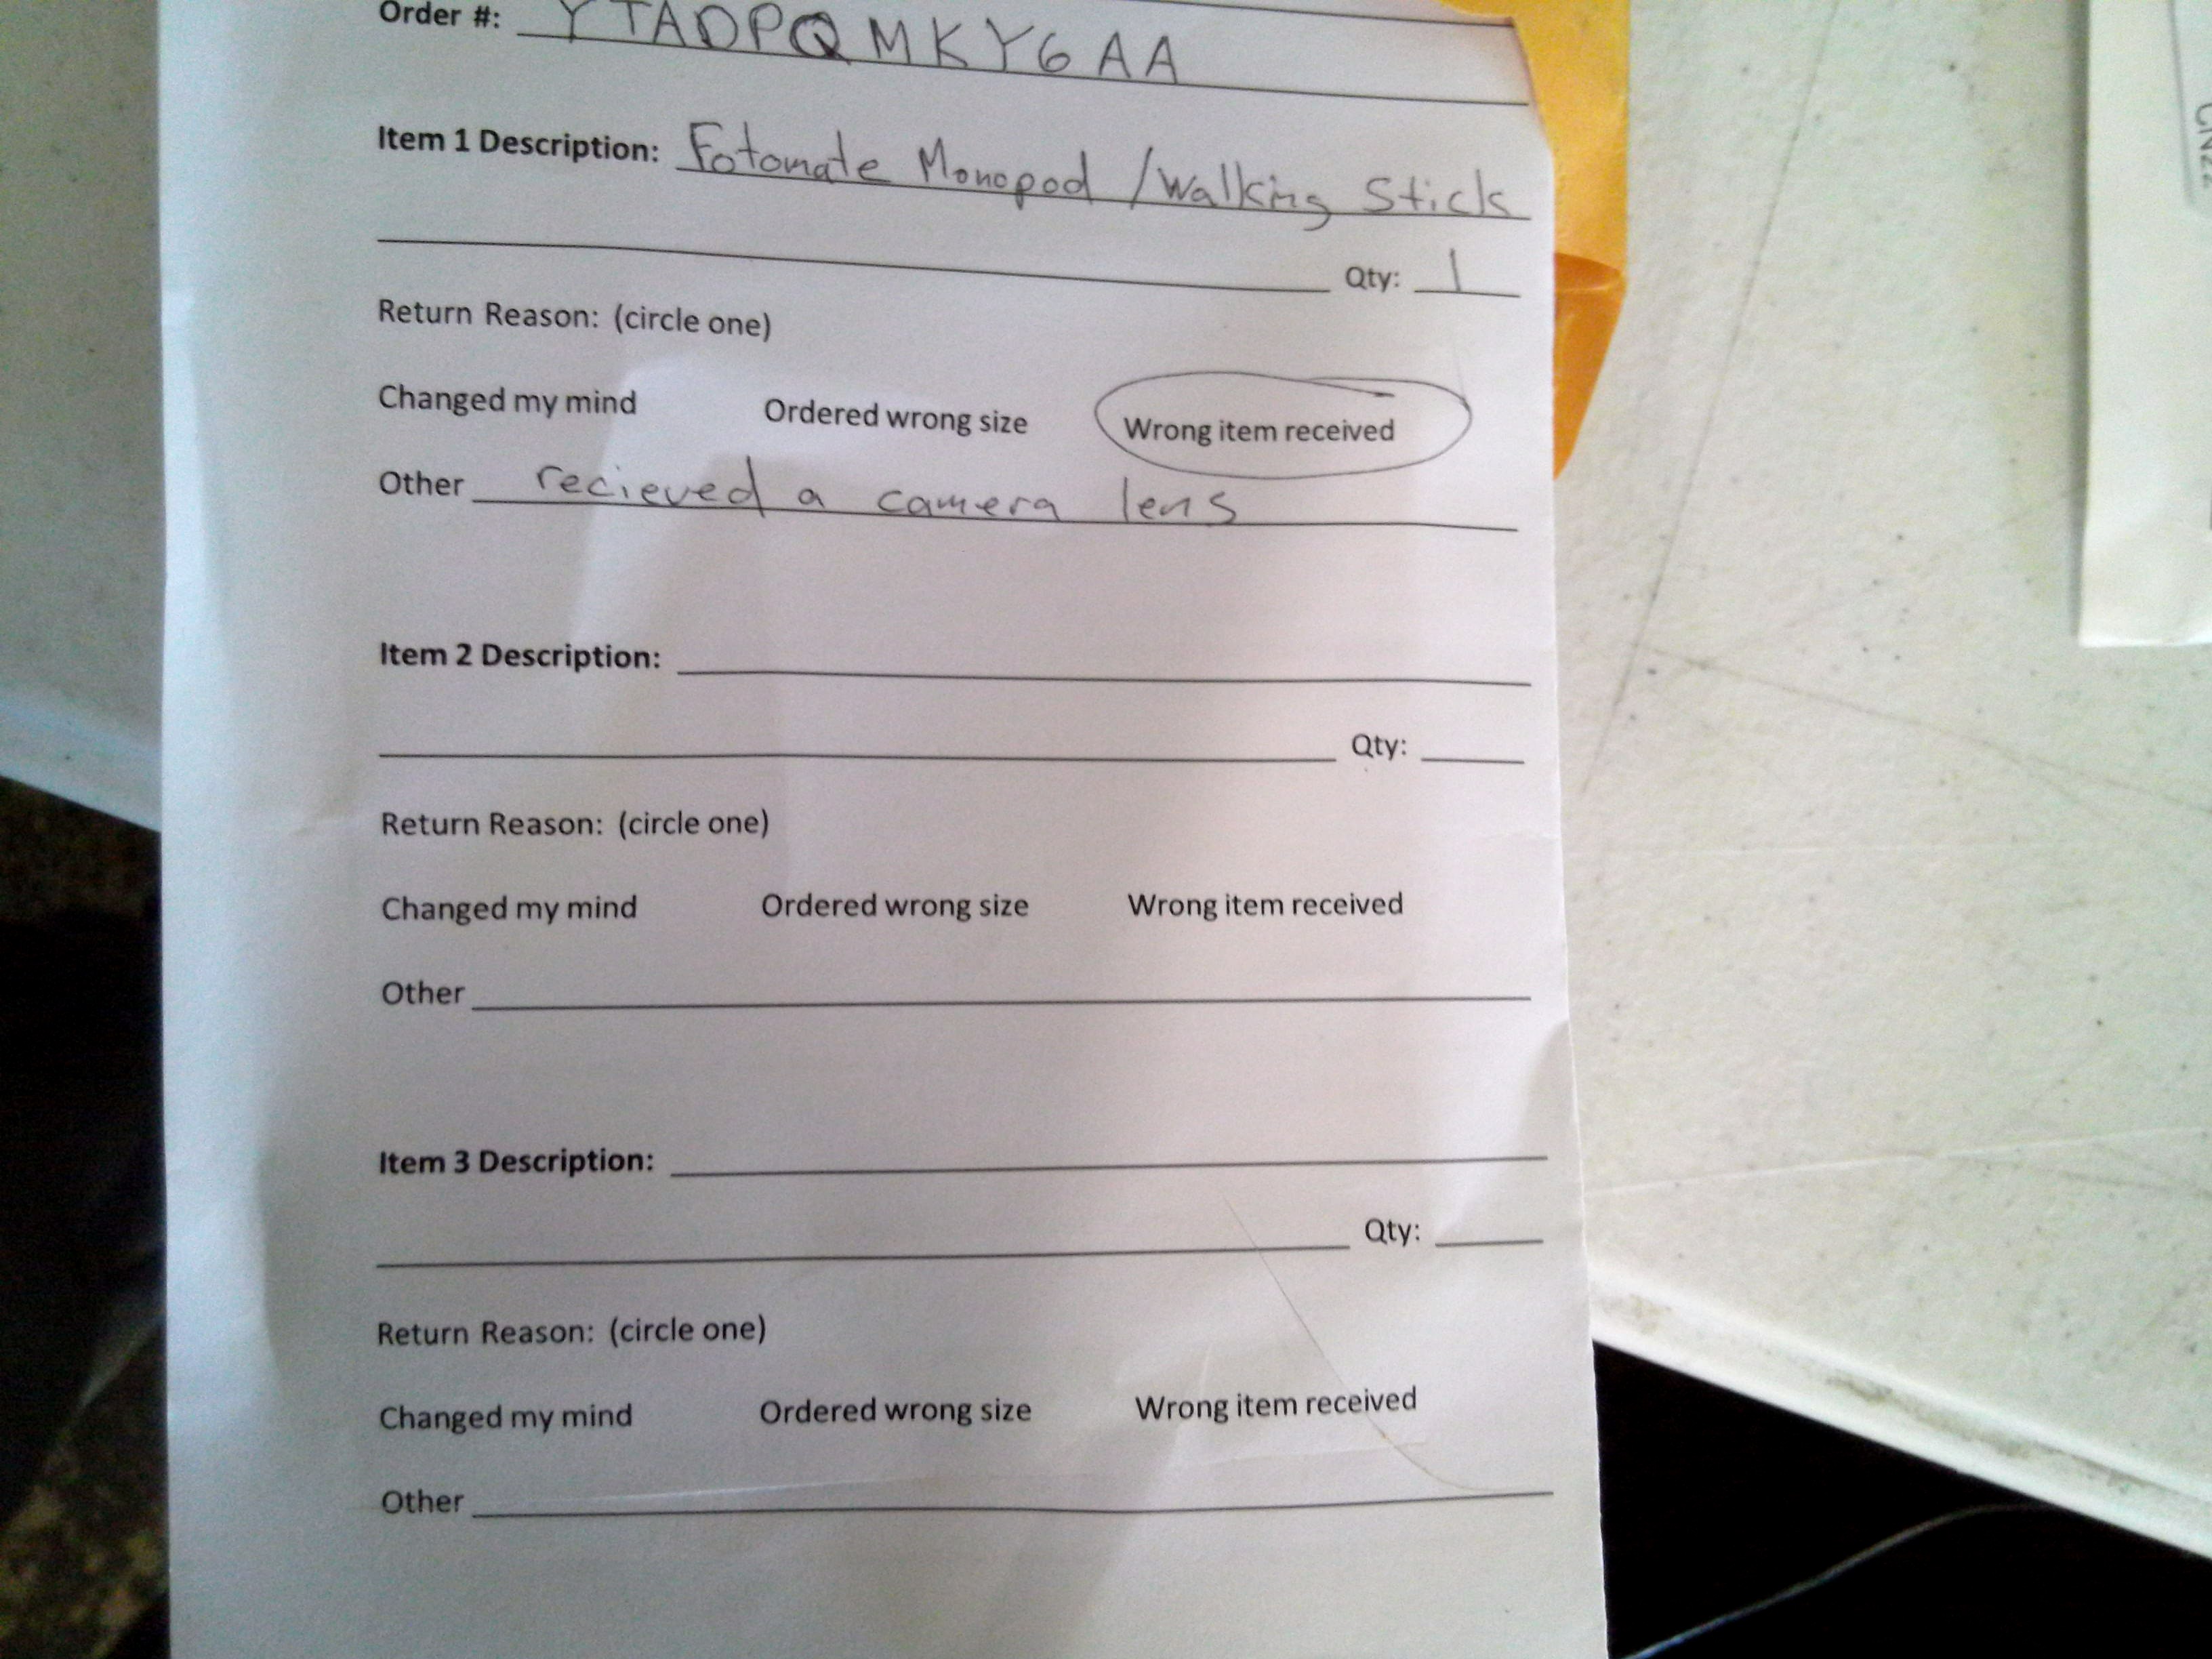 Order #: YTADPQMKY6AA
Item 1 Description: Fotomate Monopod /Walking Stick
Qty: 1
Return Reason: (circle one)
Changed my mind Ordered wrong size Wrong item received
Other recieved a camera lens
Item 2 Description:
Qty:
Return Reason: (circle one)
Changed my mind Ordered wrong size Wrong item received
Other
Item 3 Description:
Qty:
Return Reason: (circle one)
Changed my mind Ordered wrong size Wrong item received
Other